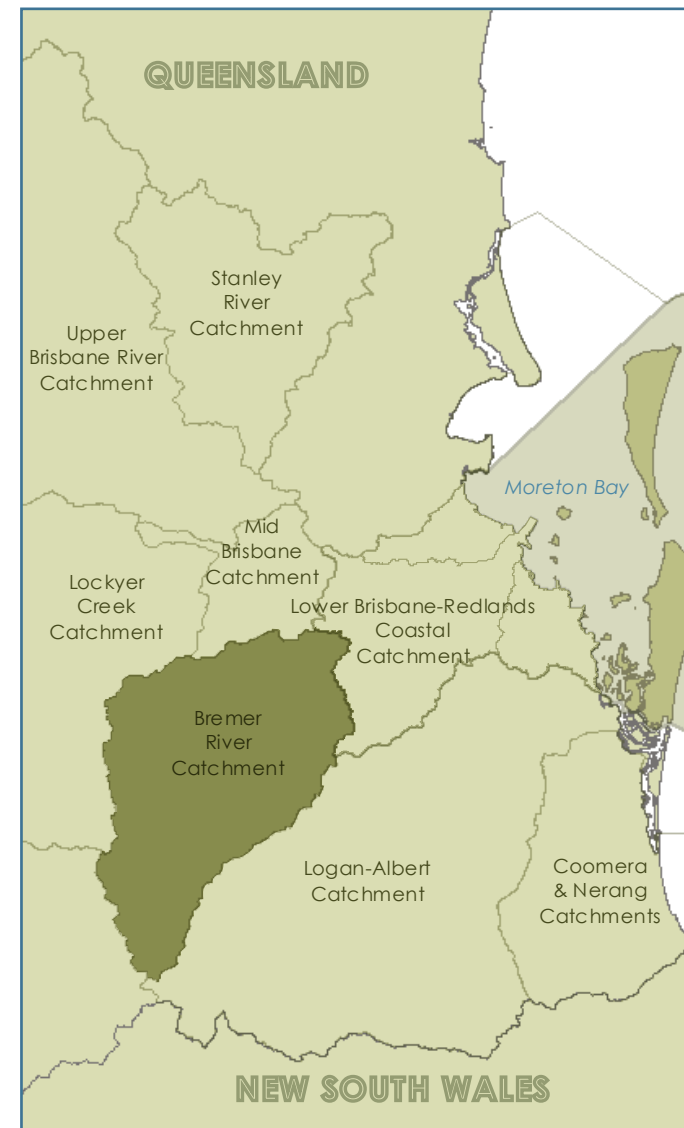 QUEENSLAND
Stanley
River
Catchment
Upper
Brisbane River
Catchment
Moreton Bay
Mid
Brisbane
Catchment
Lockyer
Creek
Catchment
Lower Brisbane-Redlands
Coastal
Catchment
Bremer
River
Catchment
Logan-Albert
Catchment
Coomera
& Nerang
Catchments
NEW SOUTH WALES